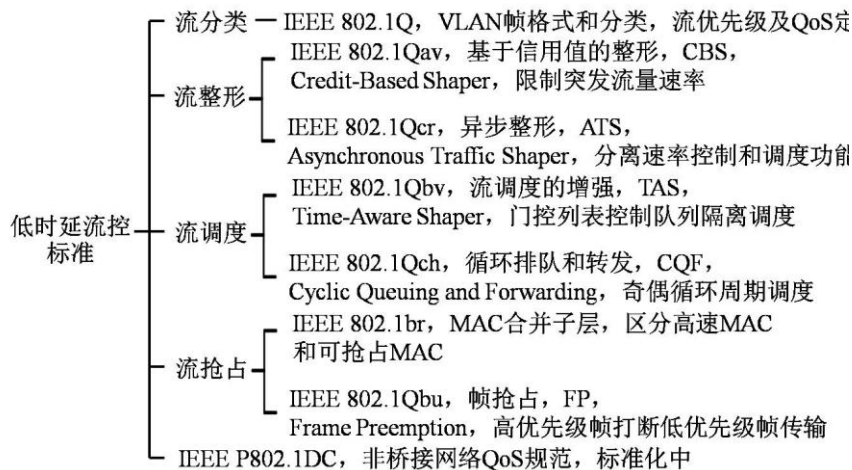 流分类
IEEE 802.1Q，VLAN帧格式和分类，流优先级及QoS定
流整形
IEEE 802.1Qav，基于信用值的整形，CBS，
Credit-Based Shaper，限制突发流量速率
IEEE 802.1Qcr，异步整形，ATS，
Asynchronous Traffic Shaper，分离速率控制和调度功能
低时延流控
标准
流调度
IEEE 802.1Qbv，流调度的增强，TAS，
Time-Aware Shaper，门控列表控制队列隔离调度
IEEE 802.1Qch，循环排队和转发，CQF，
Cyclic Queuing and Forwarding，奇偶循环周期调度
流抢占
IEEE 802.1br，MAC合并子层，区分高速MAC
和可抢占MAC
IEEE 802.1Qbu，帧抢占，FP，
Frame Preemption，高优先级帧打断低优先级帧传输
IEEE P802.1DC，非桥接网络QoS规范，标准化中